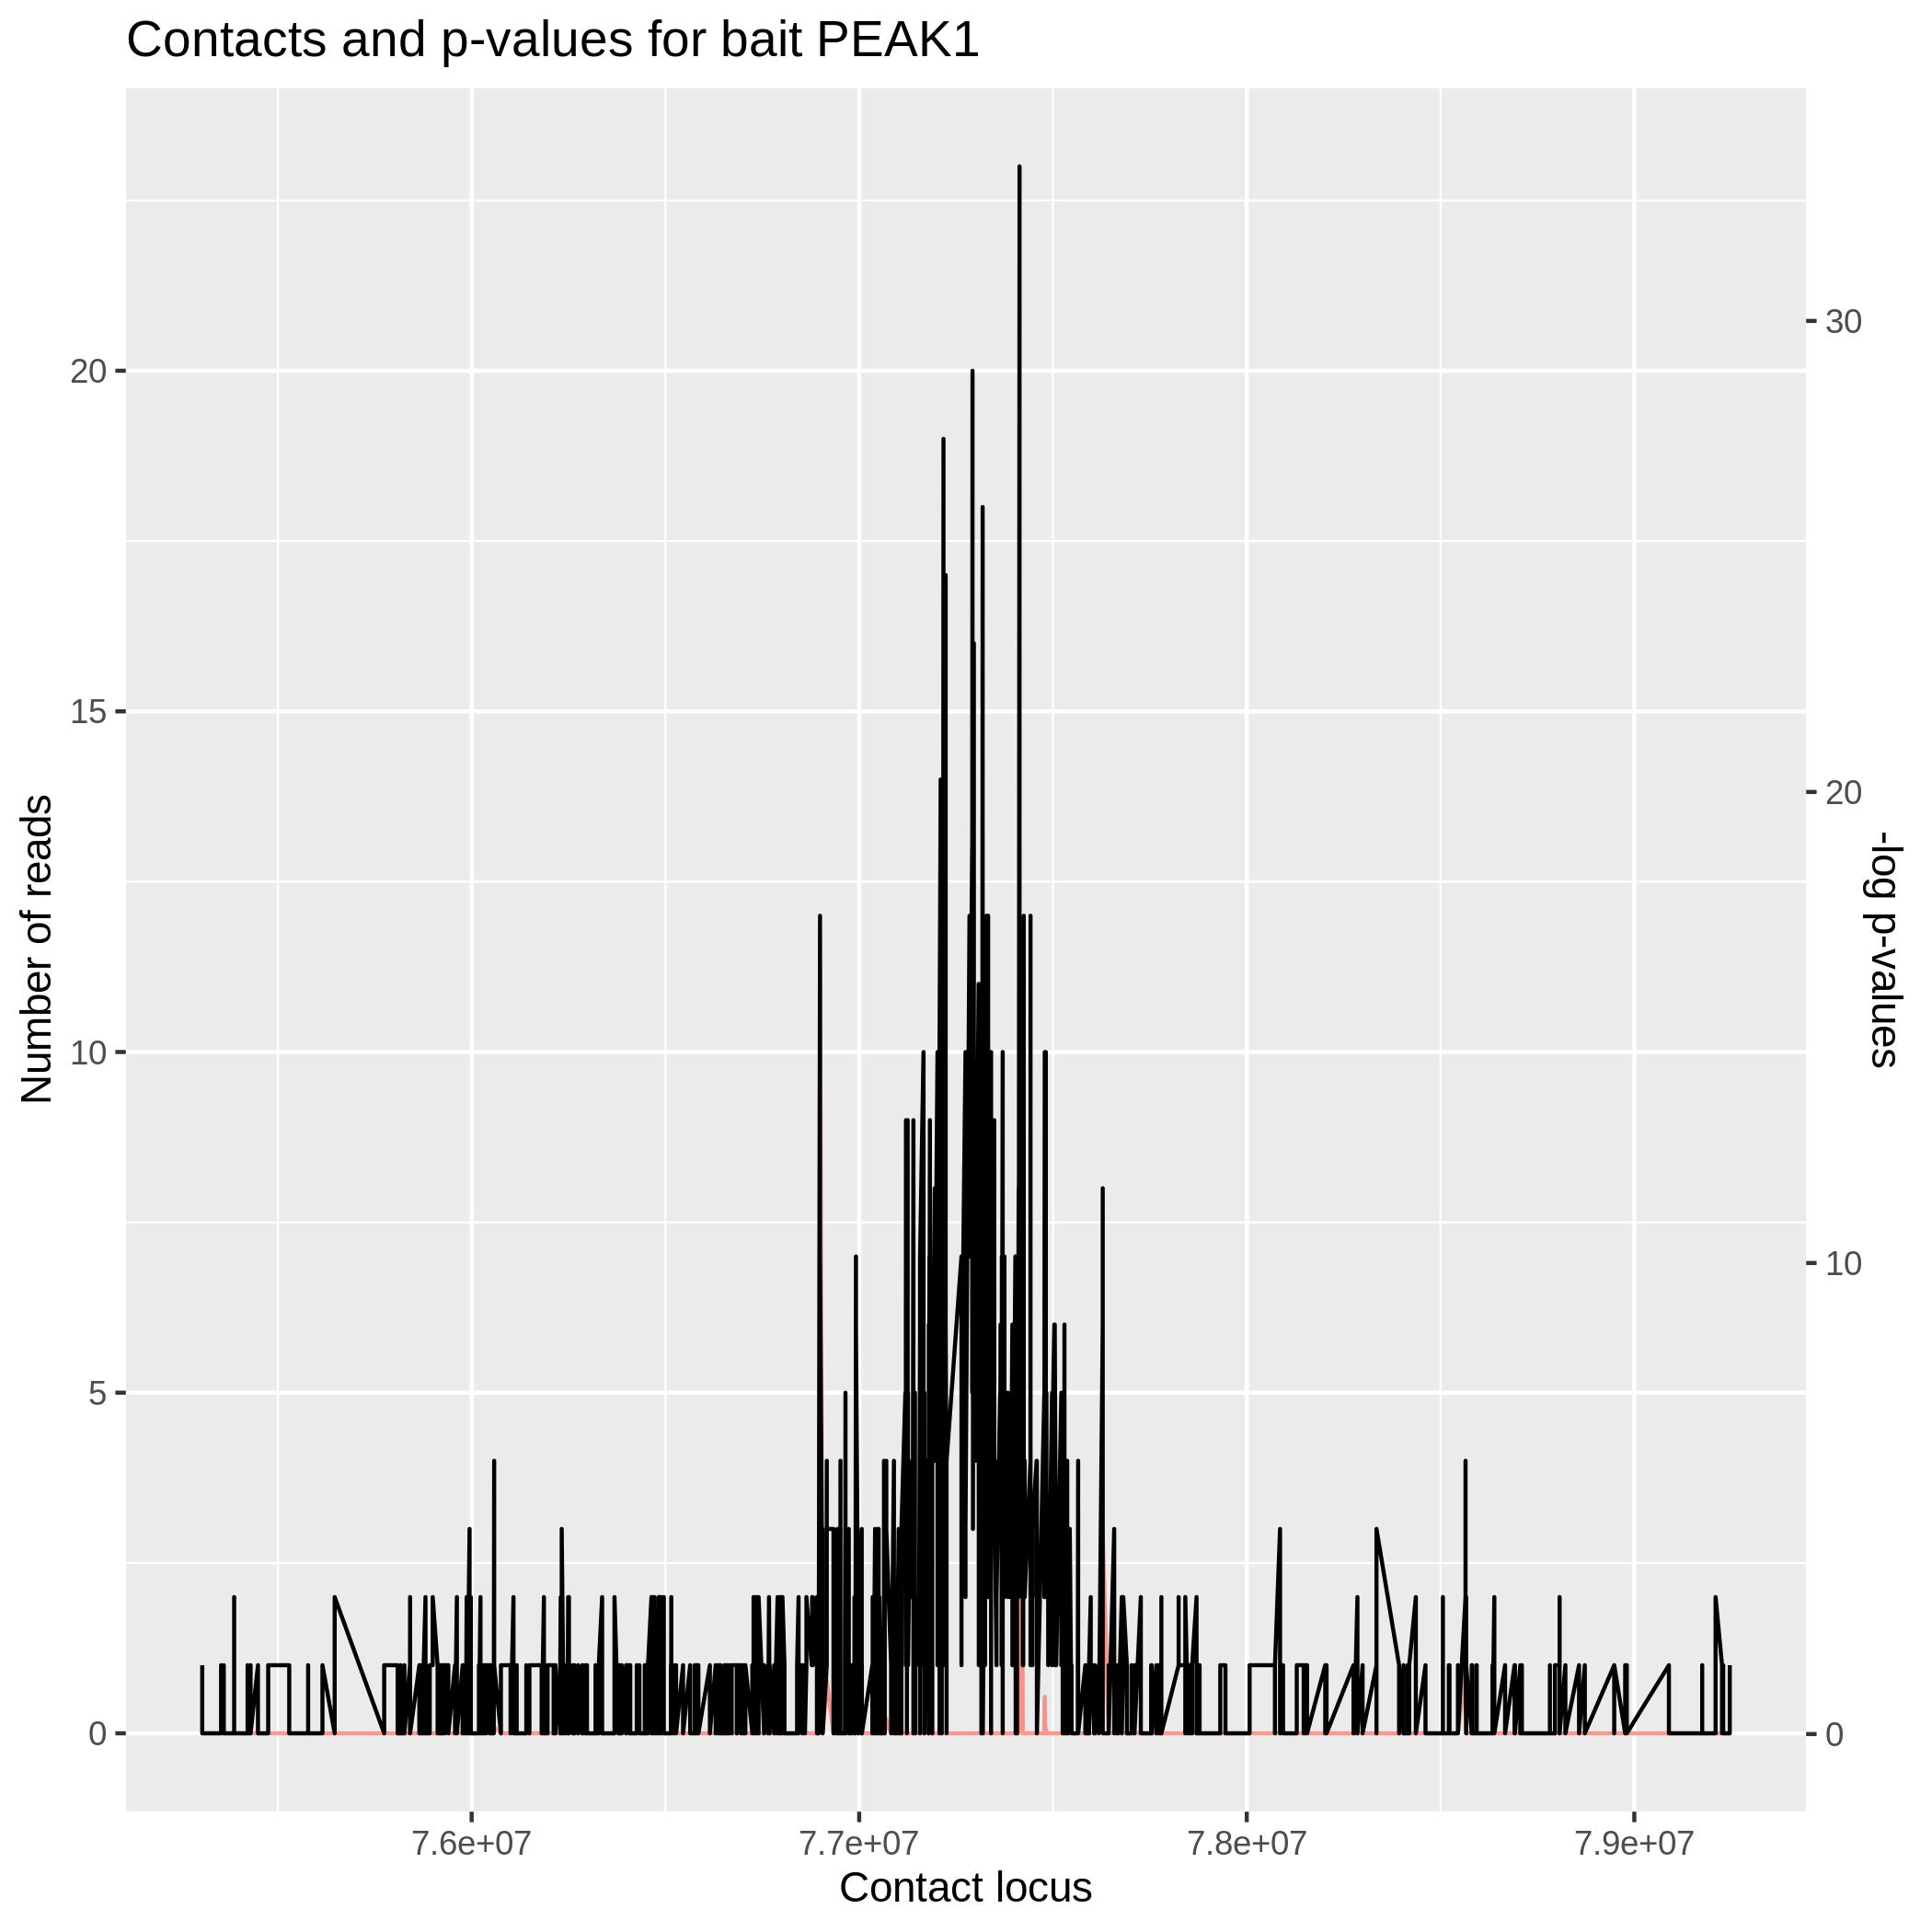 Contacts and p-values for bait PEAK1
20
15
10
5
0
Number of reads
30
20
10
0
-log p-values
7.6e+07 7.7e+07 7.8e+07 7.9e+07
Contact locus